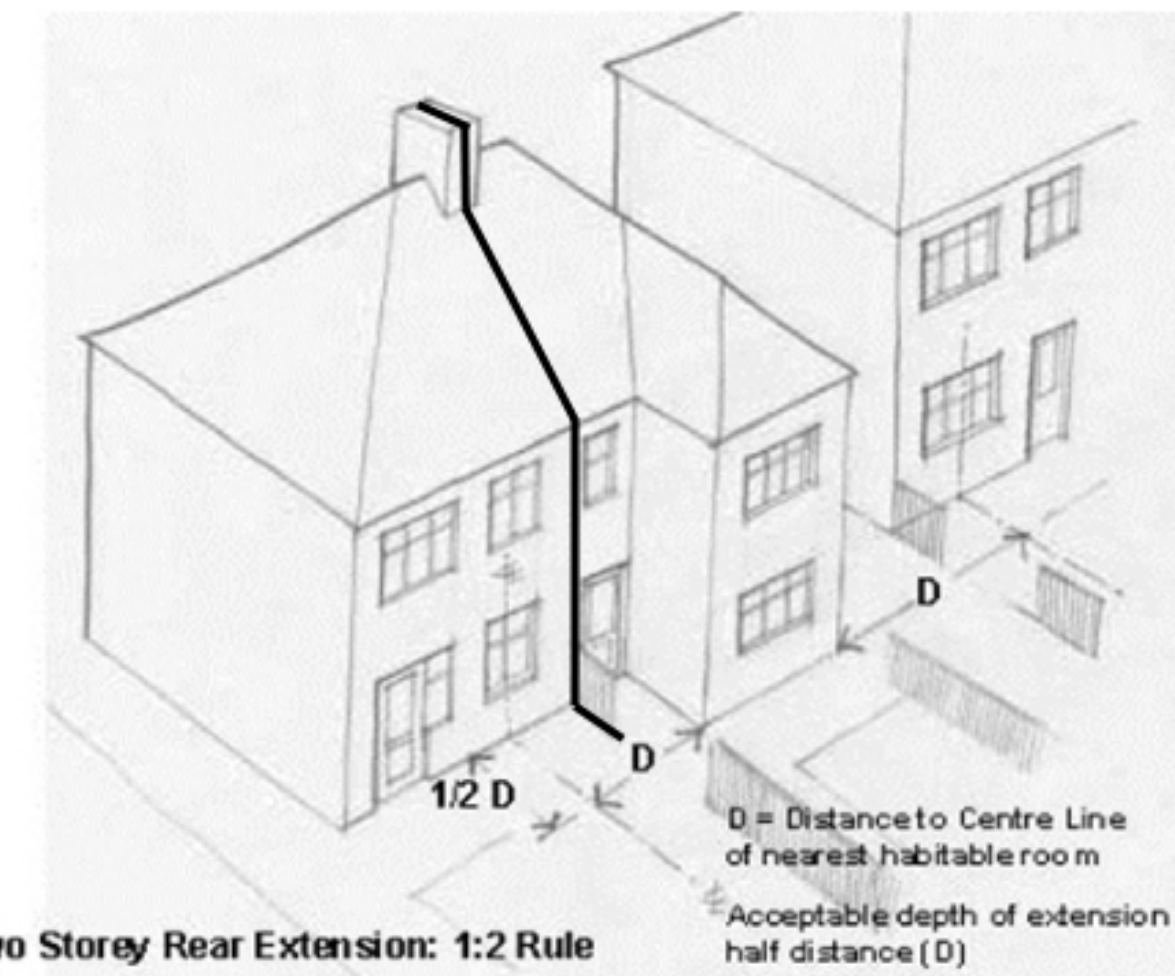 D
D
1/2 D
D = Distance to Centre Line
of nearest habitable room
Acceptable depth of extension
half distance (D)
Storey Rear Extension: 1:2 Rule